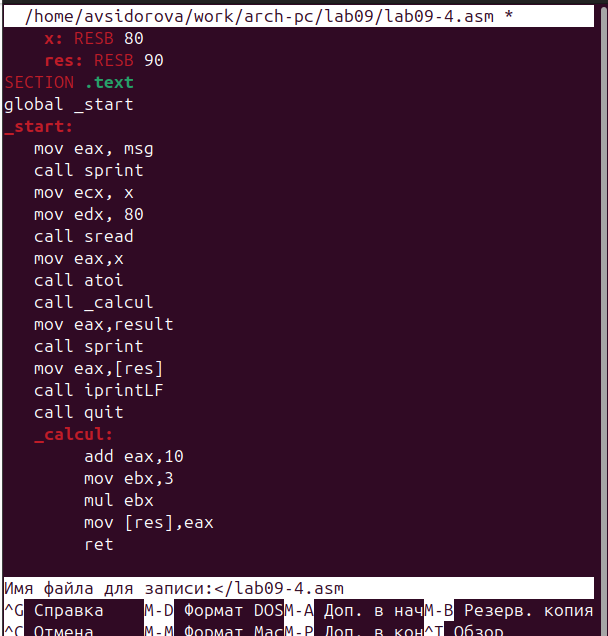 /home/avsidorova/work/arch-pc/lab09/lab09-4.asm *
x: RESB 80
res: RESB 90
SECTION .text
global _start
_start:
mov eax, msg
call sprint
mov ecx, x
mov edx, 80
call sread
mov eax,x
call atoi
call _calcul
mov eax,result
call sprint
mov eax,[res]
call iprintLF
call quit
_calcul:
add eax,10
mov ebx,3
mul ebx
mov [res],eax
ret
Имя файла для записи:</lab09-4.asm
^G Справка M-D Формат DOS M-A Доп. в нач M-B Резерв. копия
^C Отмена M-M Формат Mac M-P Доп. в кон ^T Обзор